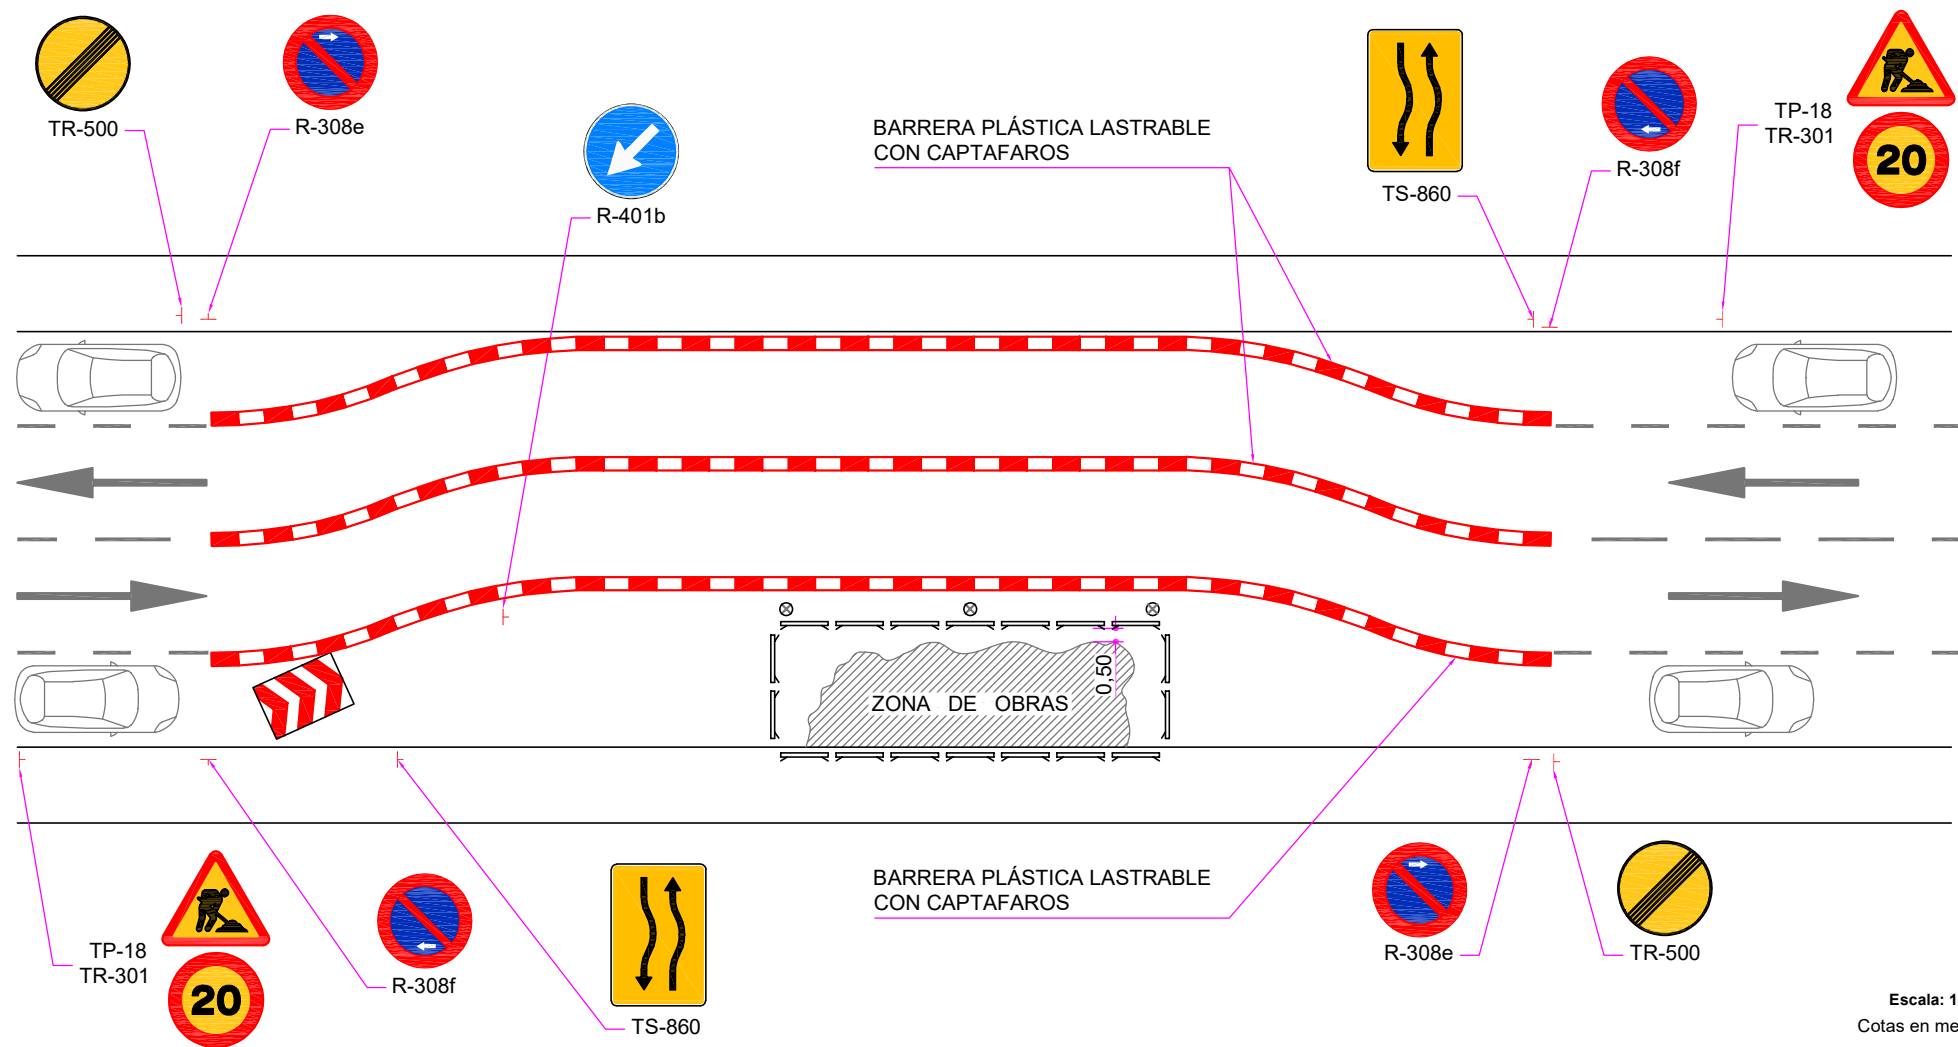 TR-500
R-308e
R-401b
BARRERA PLÁSTICA LASTRABLE
CON CAPTAFAROS
TS-860
R-308f
TP-18
TR-301
20
0,50
ZONA DE OBRAS
TP-18
TR-301
20
R-308f
TS-860
BARRERA PLÁSTICA LASTRABLE
CON CAPTAFAROS
R-308e
TR-500
Escala: 1
Cotas en me